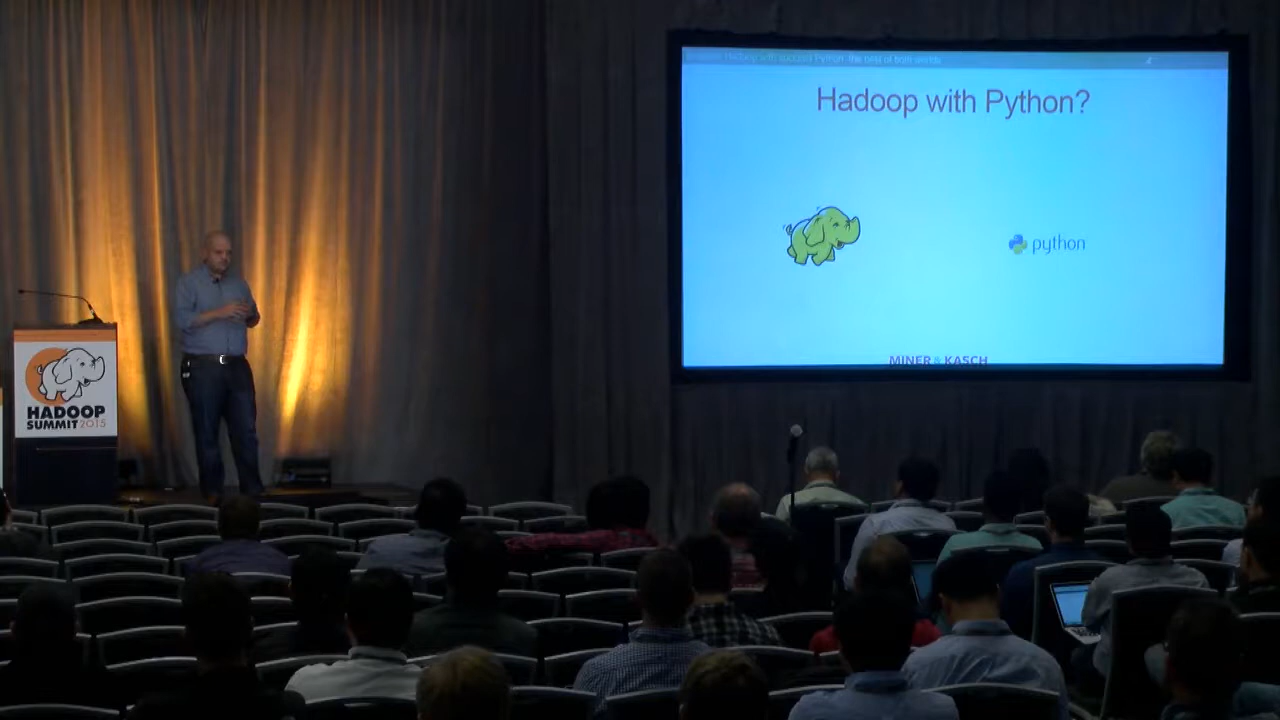 Hadoop with Python?
python
MINER & KASCH
HADOOP
SUMMIT 2015